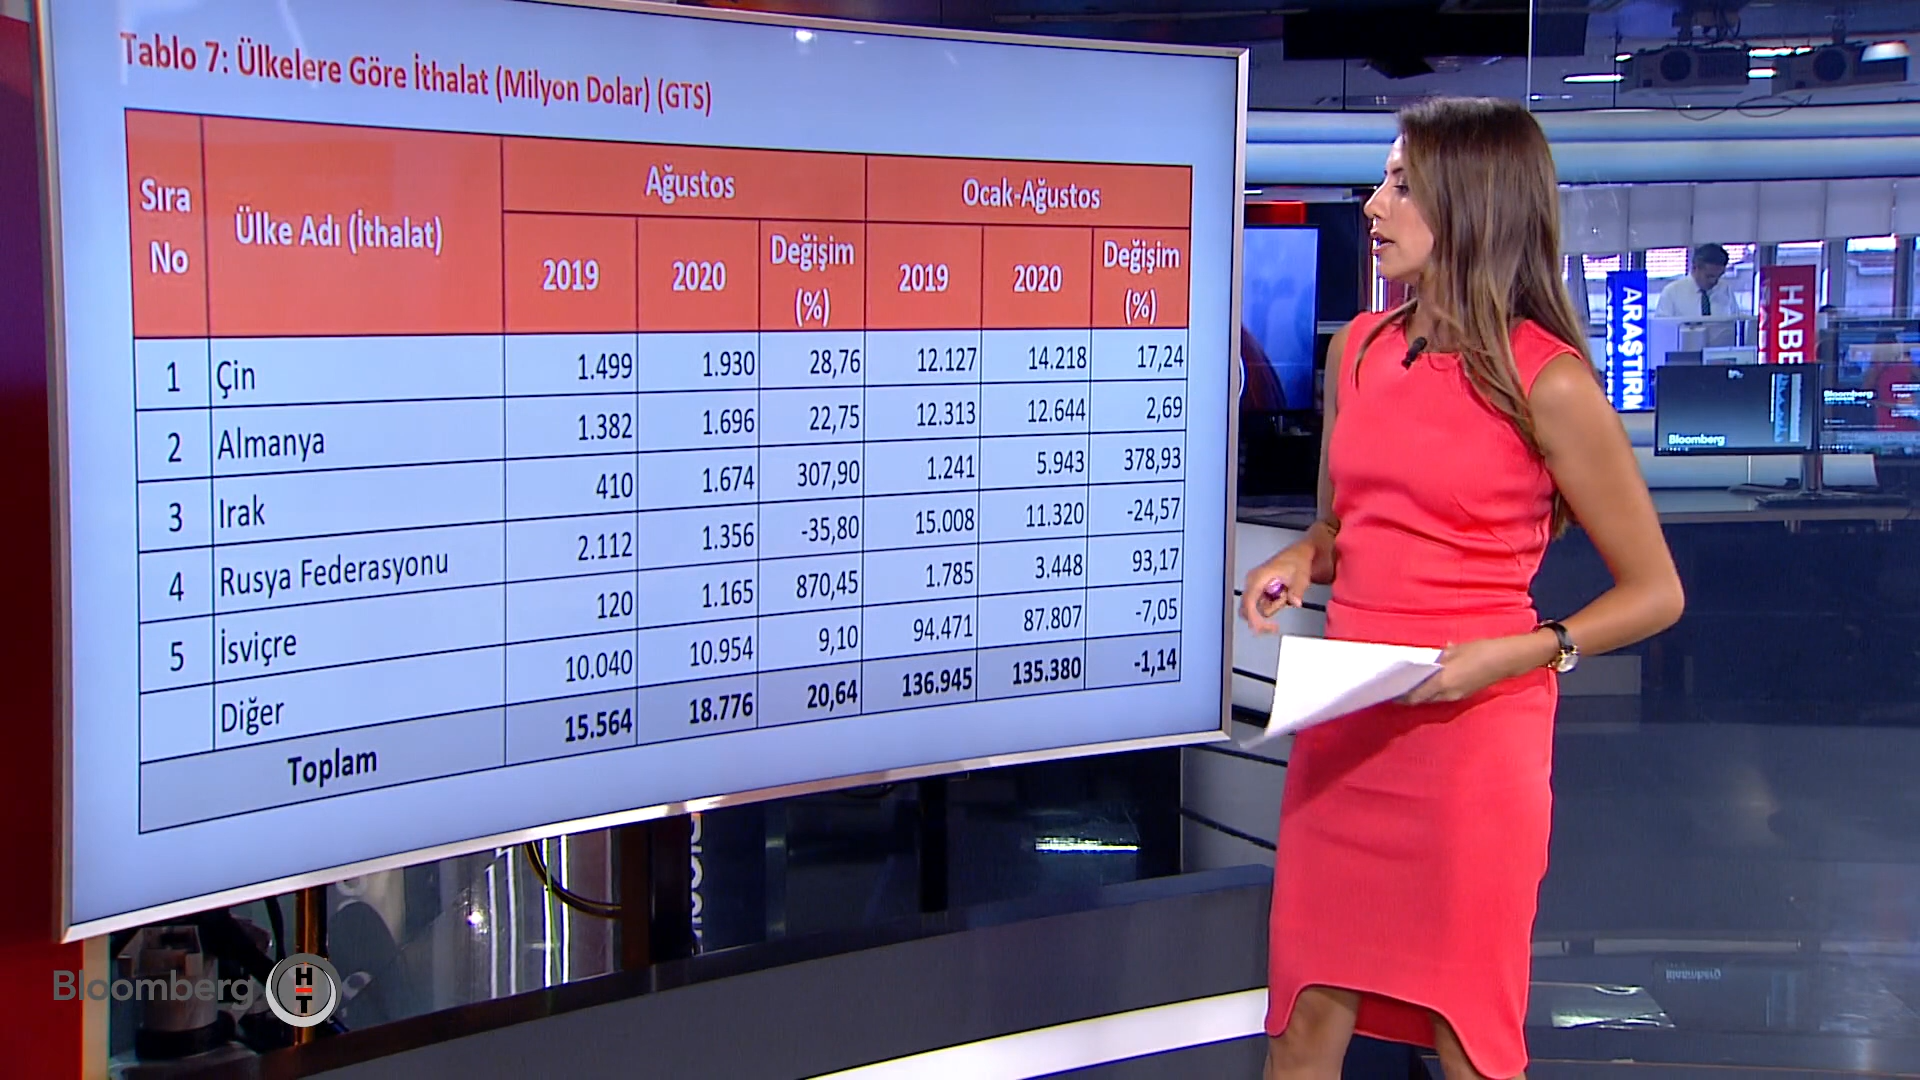 Tablo 7: Ülkelere Göre İthalat (Milyon Dolar) (GTS)
Sıra No Ülke Adı (İthalat) Ağustos Ocak-Ağustos
2019 2020 Değişim (%) 2019 2020 Değişim (%)
1 Çin 1.499 1.930 28,76 12.127 14.218 17,24
2 Almanya 1.382 1.696 22,75 12.313 12.644 2,69
3 Irak 410 1.674 307,90 1.241 5.943 378,93
4 Rusya Federasyonu 2.112 1.356 -35,80 15.008 11.320 -24,57
5 İsviçre 120 1.165 870,45 1.785 3.448 93,17
Diğer 10.040 10.954 9,10 94.471 87.807 -7,05
Toplam 15.564 18.776 20,64 136.945 135.380 -1,14
ARAŞTIRM
HABE
Bloomberg
Bloomberg
Bloomberg HT